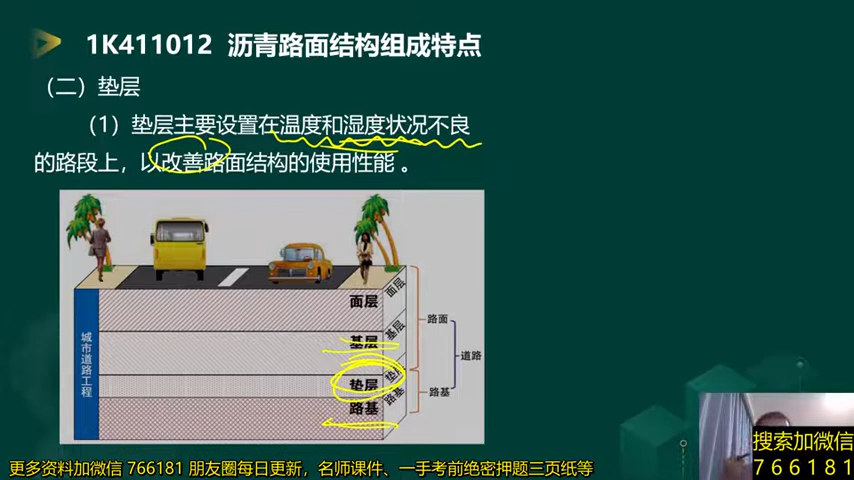 1K411012 沥青路面结构组成特点
（二）垫层
（1）垫层主要设置在温度和湿度状况不良
的路段上，以改善路面结构的使用性能 。
面层
面层
基层
基层
垫层
垫层
路基
路基
城市道路工程
路面
道路
路基
搜索加微信
766181
更多资料加微信 766181 朋友圈每日更新，名师课件、一手考前绝密押题三页纸等